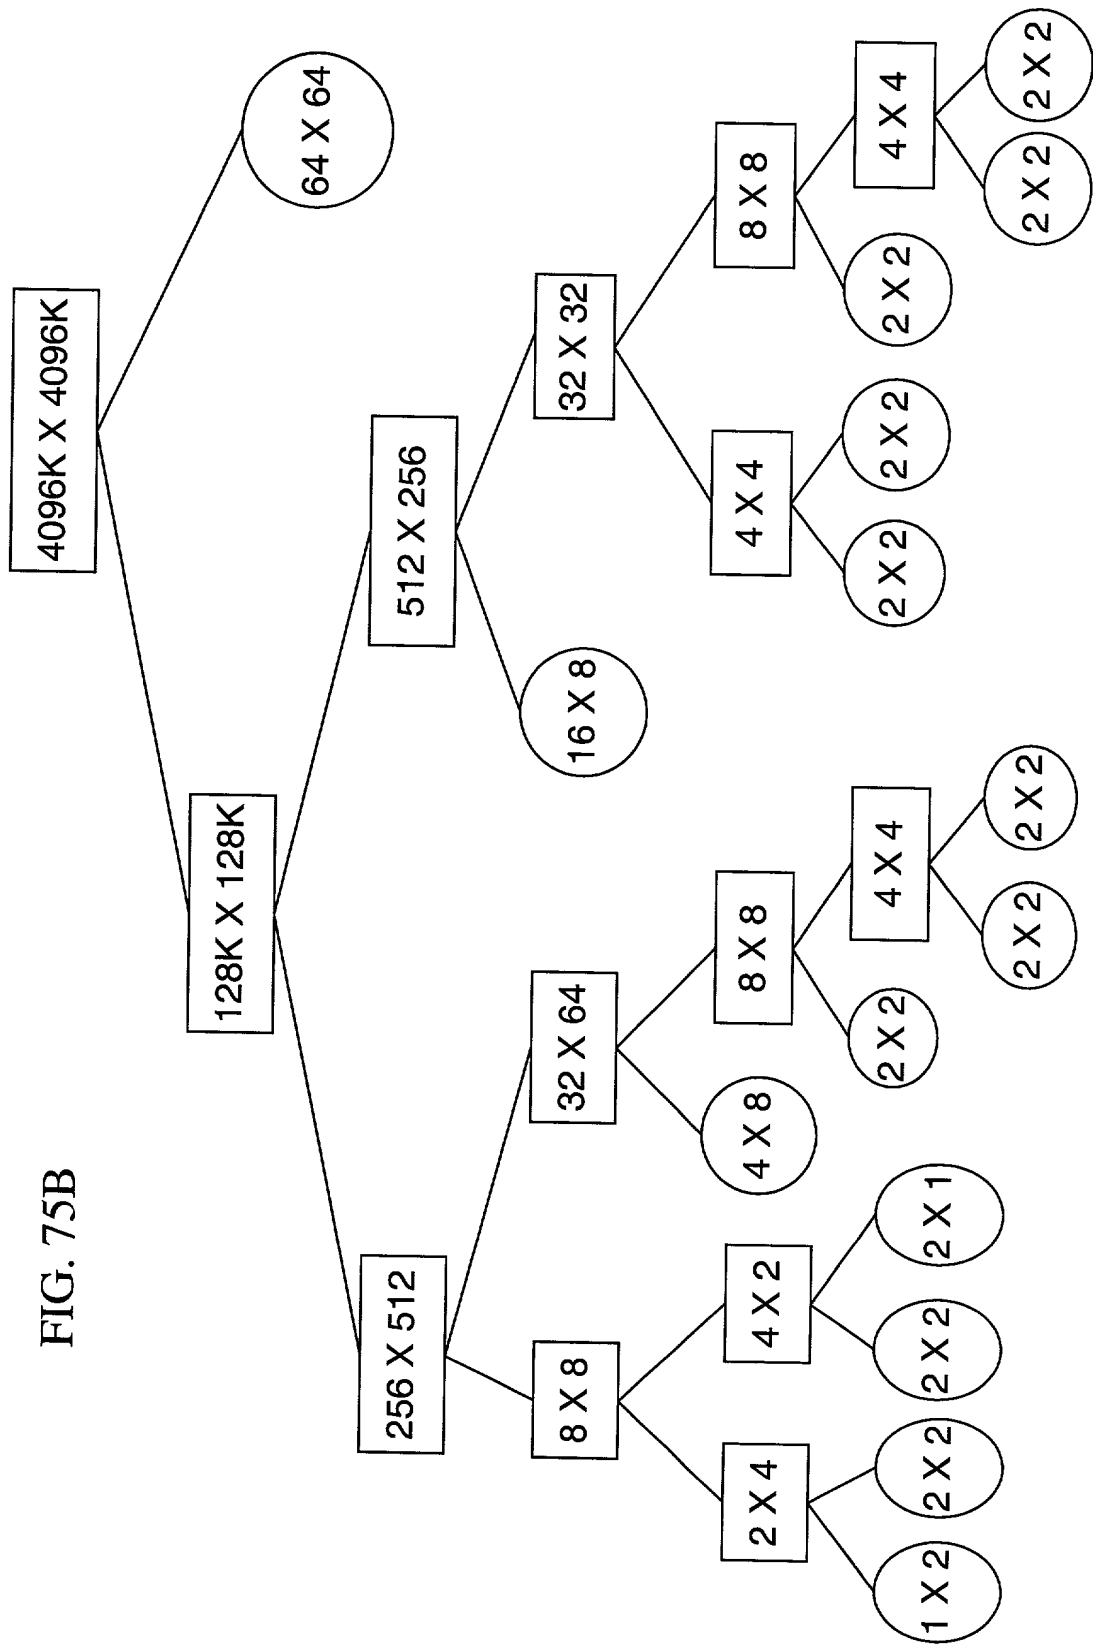 FIG. 75B
4096K X 4096K
128K X 128K
64 X 64
256 X 512
512 X 256
8 X 8
32 X 64
16 X 8
32 X 32
2 X 4
4 X 2
4 X 8
8 X 8
4 X 4
8 X 8
1 X 2
2 X 2
2 X 2
2 X 1
2 X 2
4 X 4
2 X 2
2 X 2
2 X 2
4 X 4
2 X 2
2 X 2
2 X 2
2 X 2